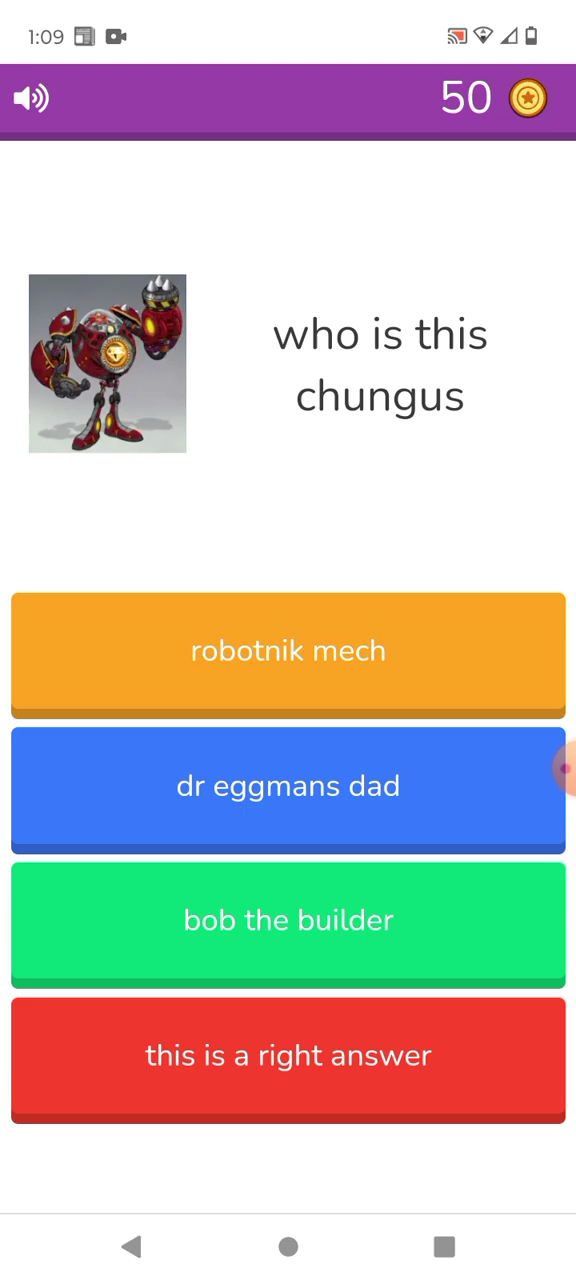 1:09
50
who is this
chungus
robotnik mech
dr eggmans dad
bob the builder
this is a right answer